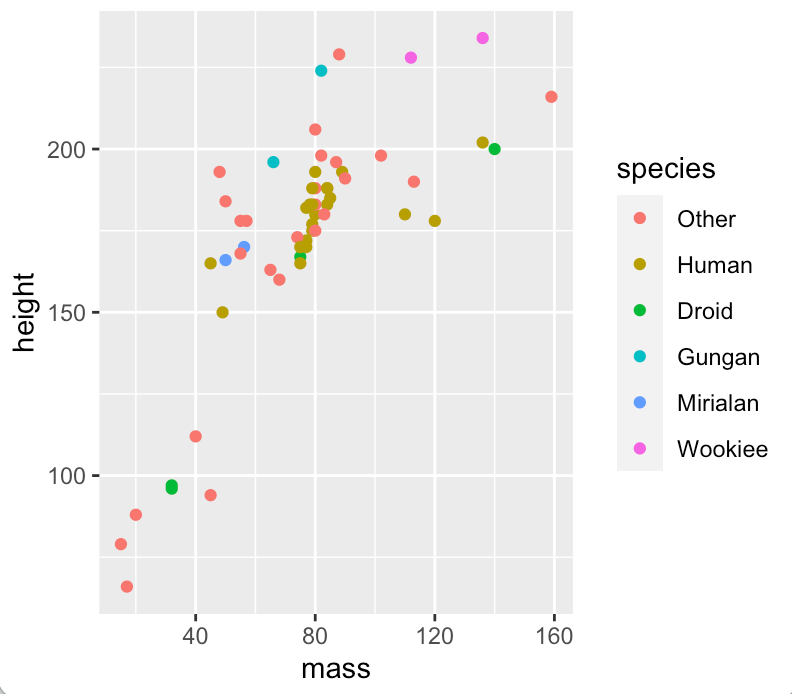 200
150
100
height
40 80 120 160
mass
species
Other
Human
Droid
Gungan
Mirialan
Wookiee